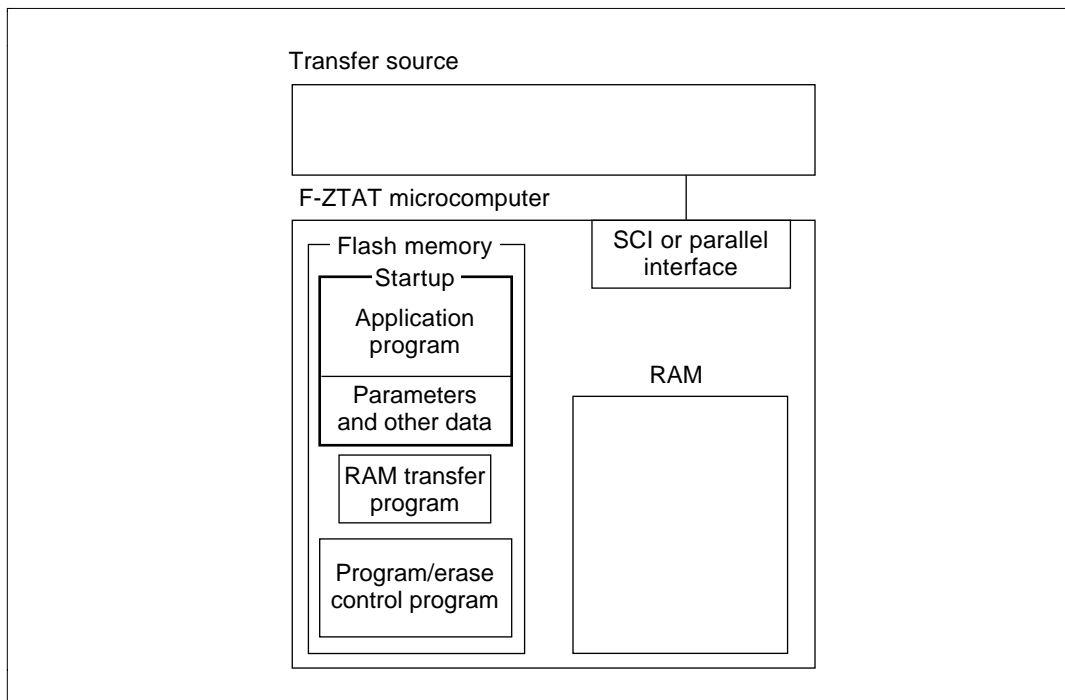 Transfer source
F-ZTAT microcomputer
Flash memory
Startup
Application
program
Parameters
and other data
RAM transfer
program
Program/erase
control program
SCI or parallel
interface
RAM